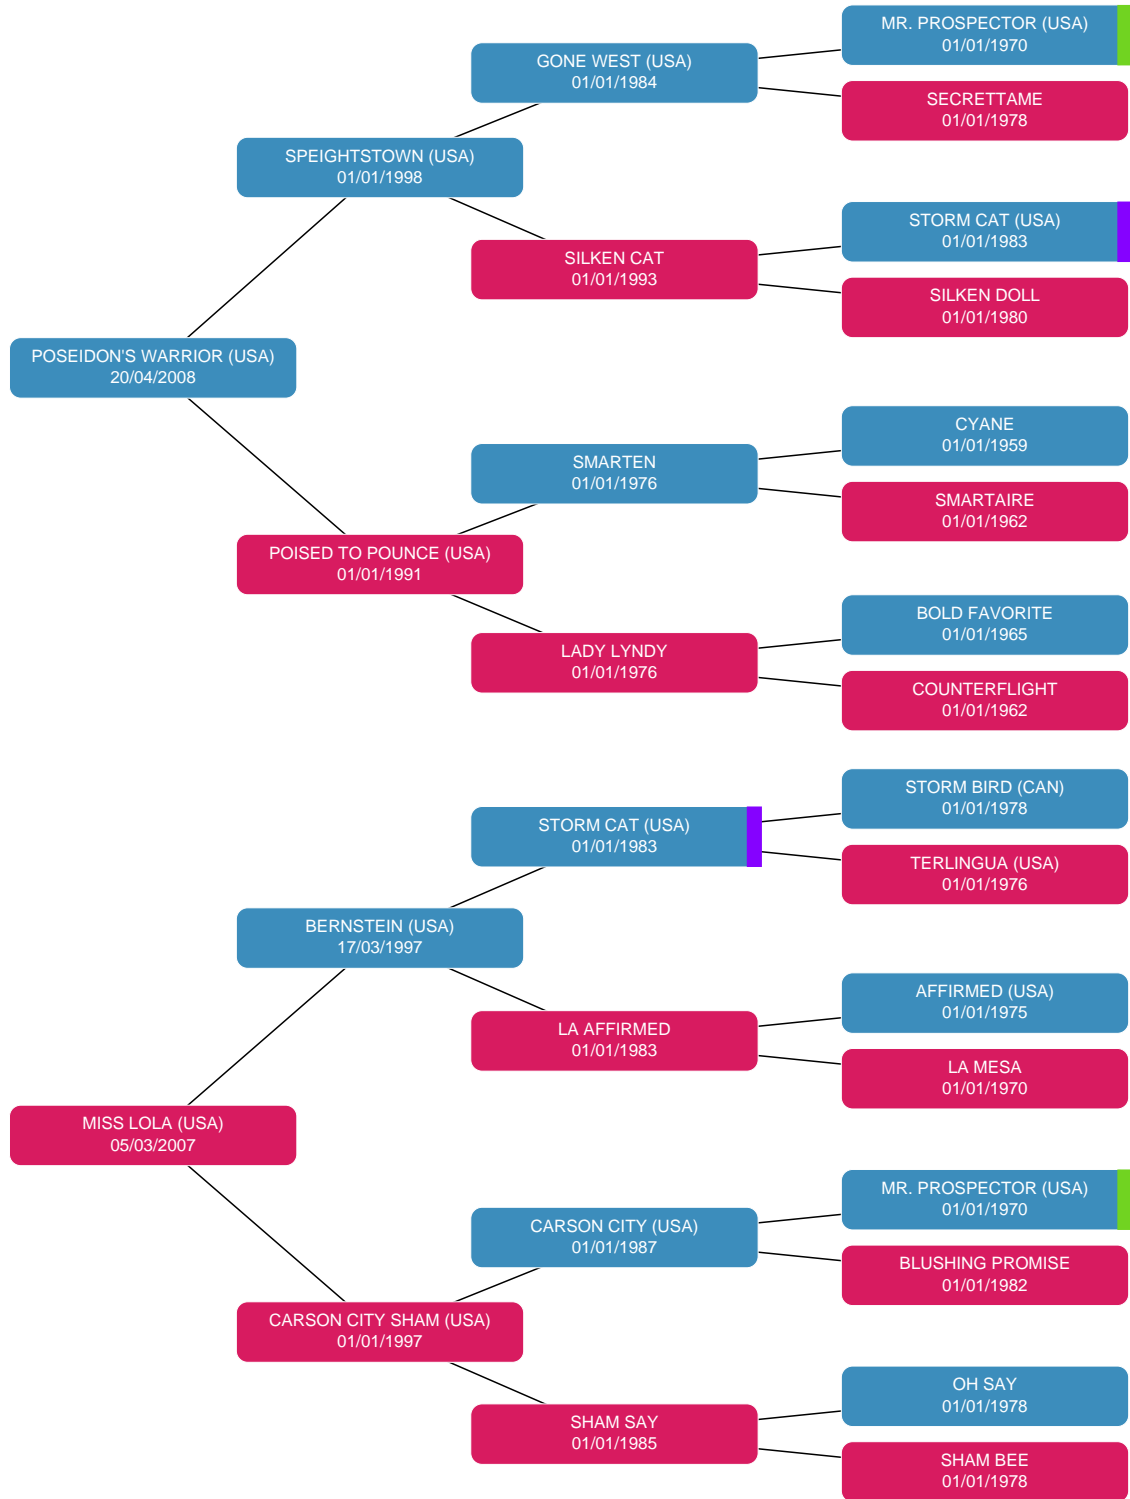 MR. PROSPECTOR (USA)
01/01/1970
GONE WEST (USA)
01/01/1984
SECRETTAME
01/01/1978
SPEIGHTSTOWN (USA)
01/01/1998
STORM CAT (USA)
01/01/1983
SILKEN CAT
01/01/1993
SILKEN DOLL
01/01/1980
POSEIDON'S WARRIOR (USA)
20/04/2008
CYANE
01/01/1959
SMARTEN
01/01/1976
SMARTAIRE
01/01/1962
POISED TO POUNCE (USA)
01/01/1991
BOLD FAVORITE
01/01/1965
LADY LYNDY
01/01/1976
COUNTERFLIGHT
01/01/1962
STORM BIRD (CAN)
01/01/1978
STORM CAT (USA)
01/01/1983
TERLINGUA (USA)
01/01/1976
BERNSTEIN (USA)
17/03/1997
AFFIRMED (USA)
01/01/1975
LA AFFIRMED
01/01/1983
LA MESA
01/01/1970
MISS LOLA (USA)
05/03/2007
MR. PROSPECTOR (USA)
01/01/1970
CARSON CITY (USA)
01/01/1987
BLUSHING PROMISE
01/01/1982
CARSON CITY SHAM (USA)
01/01/1997
OH SAY
01/01/1978
SHAM SAY
01/01/1985
SHAM BEE
01/01/1978